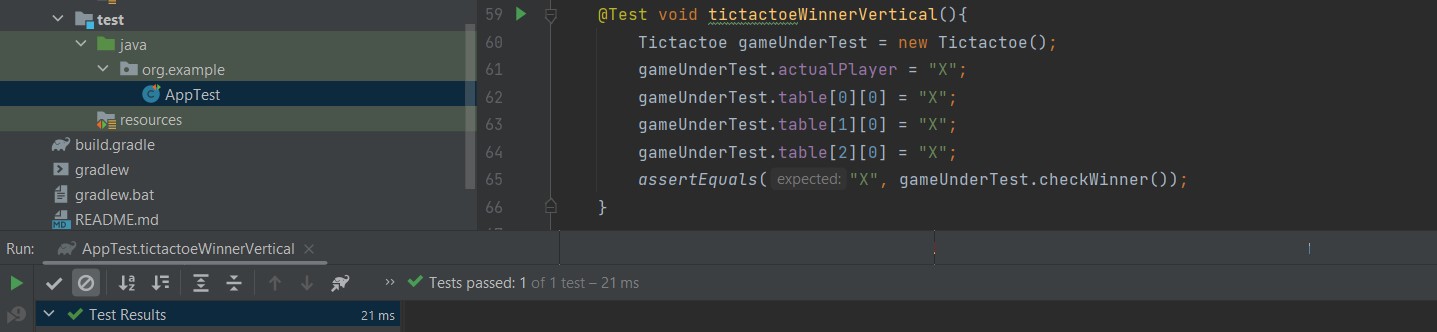 test
java
org.example
AppTest
resources
build.gradle
gradlew
gradlew.bat
README.md
59 @Test void tictactoeWinnerVertical(){
60 Tictactoe gameUnderTest = new Tictactoe();
61 gameUnderTest.actualPlayer = "X";
62 gameUnderTest.table[0][0] = "X";
63 gameUnderTest.table[1][0] = "X";
64 gameUnderTest.table[2][0] = "X";
65 assertEquals( expected: "X", gameUnderTest.checkWinner());
66 }
Run: AppTest.tictactoeWinnerVertical ×
Tests passed: 1 of 1 test – 21 ms
Test Results 21 ms